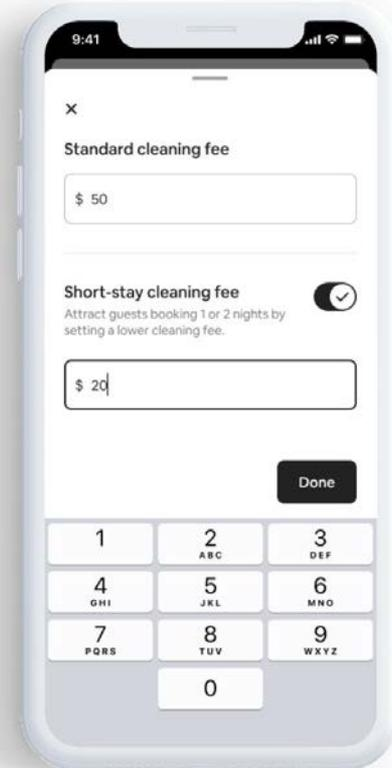 9:41
×
Standard cleaning fee
$ 50
Short-stay cleaning fee
Attract guests booking 1 or 2 nights by
setting a lower cleaning fee.
$ 20
Done
1 2 3
ABC DEF
4 5 6
GHI JKL MNO
7 8 9
PQRS TUV WXYZ
0